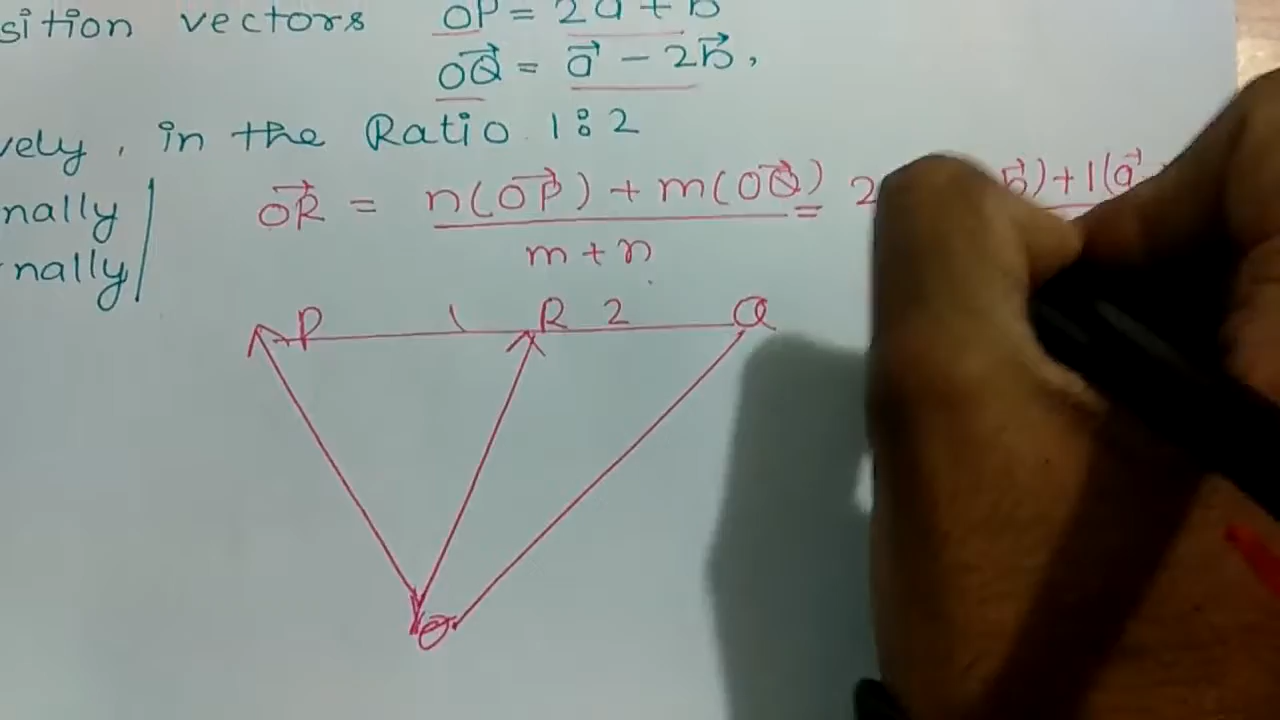 sition vectors OP = 2a + b
OQ⃗ = a⃗ - 2b⃗,
vely, in the Ratio 1:2
nally OR⃗ = n(OP⃗) + m(OQ⃗) = 2 b⃗) + 1(a⃗
nally m + n
P 1 R 2 Q
O